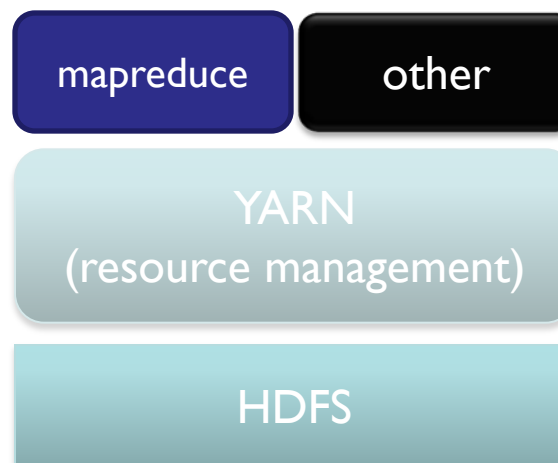 mapreduce
other
YARN
(resource management)
HDFS